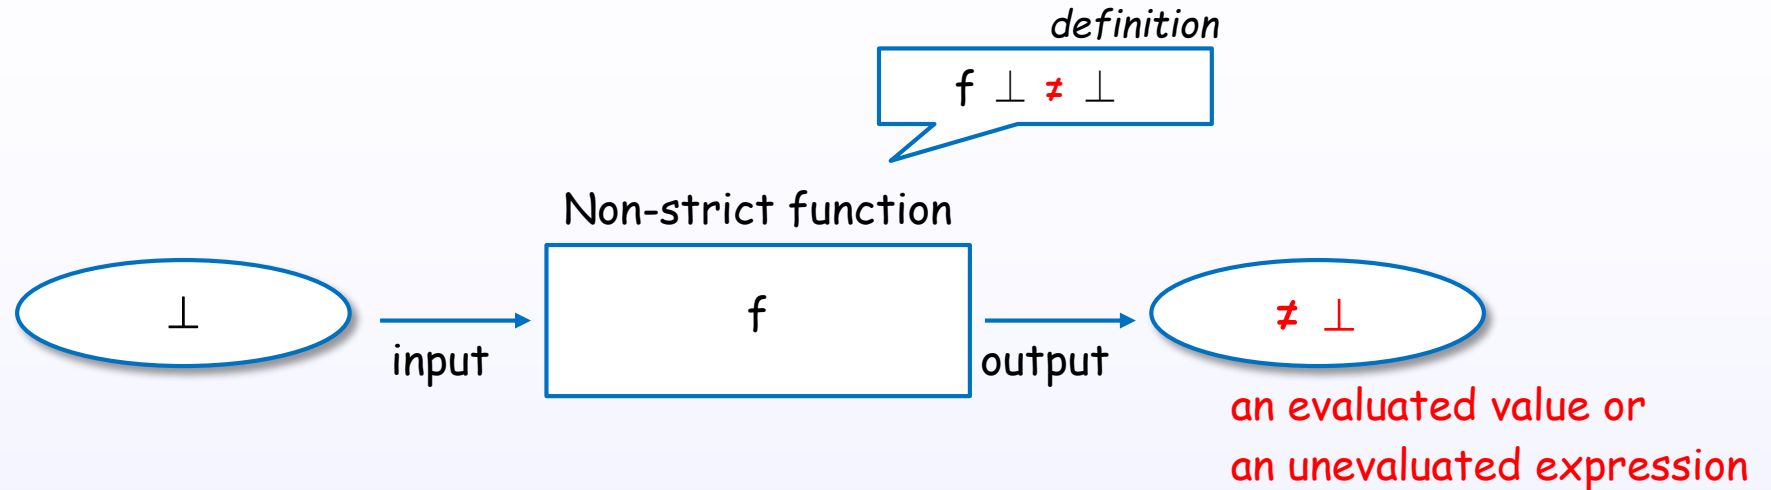 definition
f ⊥ ≠ ⊥
Non-strict function
⊥
f
≠ ⊥
input
output
an evaluated value or
an unevaluated expression